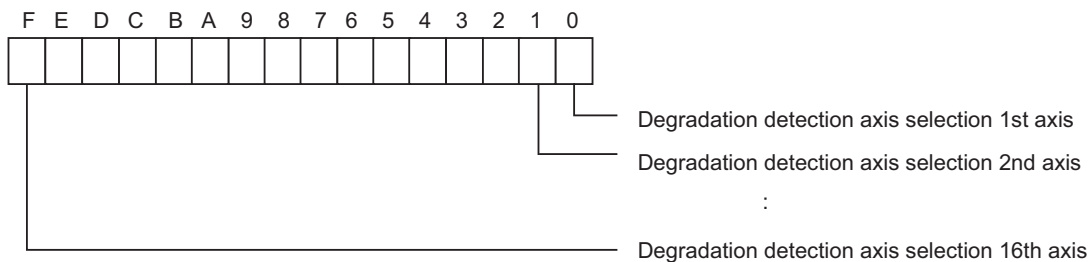 F E D C B A 9 8 7 6 5 4 3 2 1 0
Degradation detection axis selection 1st axis
Degradation detection axis selection 2nd axis
:
Degradation detection axis selection 16th axis